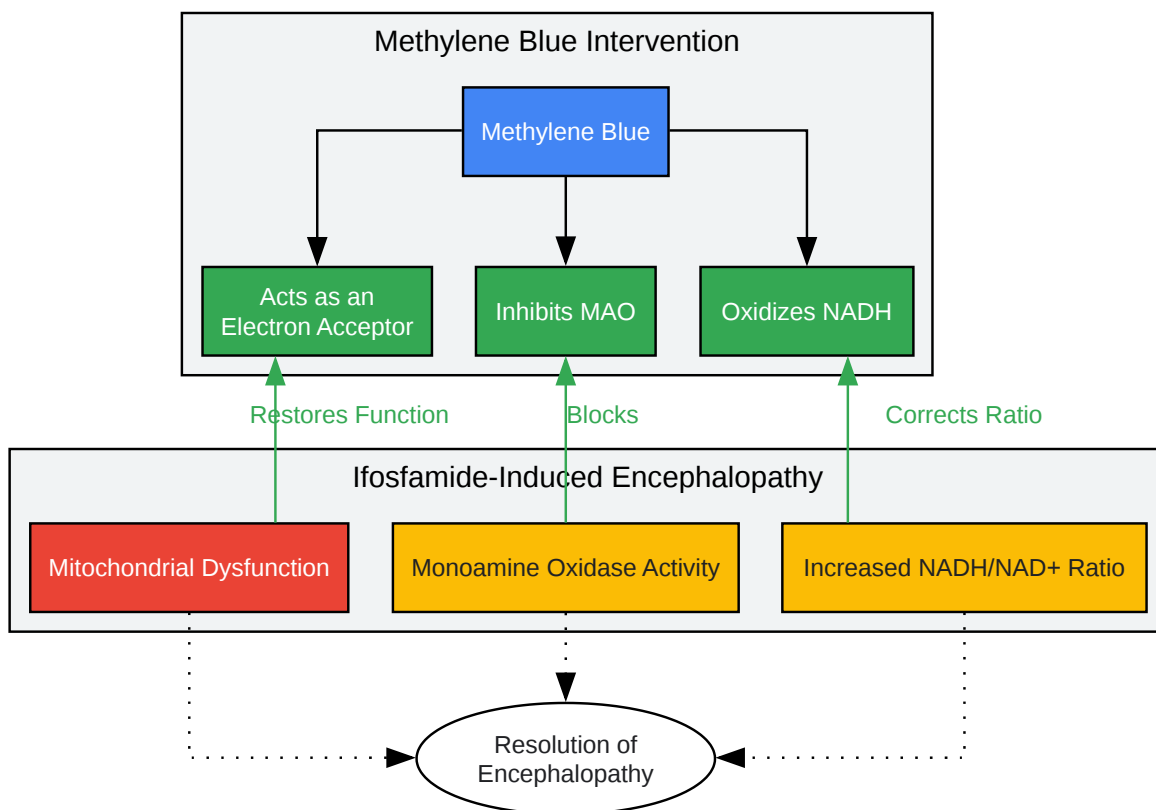 Methylene Blue Intervention
Methylene Blue
Acts as an
Electron Acceptor
Inhibits MAO
Oxidizes NADH
Restores Function
Blocks
Corrects Ratio
Ifosfamide-Induced Encephalopathy
Mitochondrial Dysfunction
Monoamine Oxidase Activity
Increased NADH/NAD+ Ratio
Resolution of
Encephalopathy